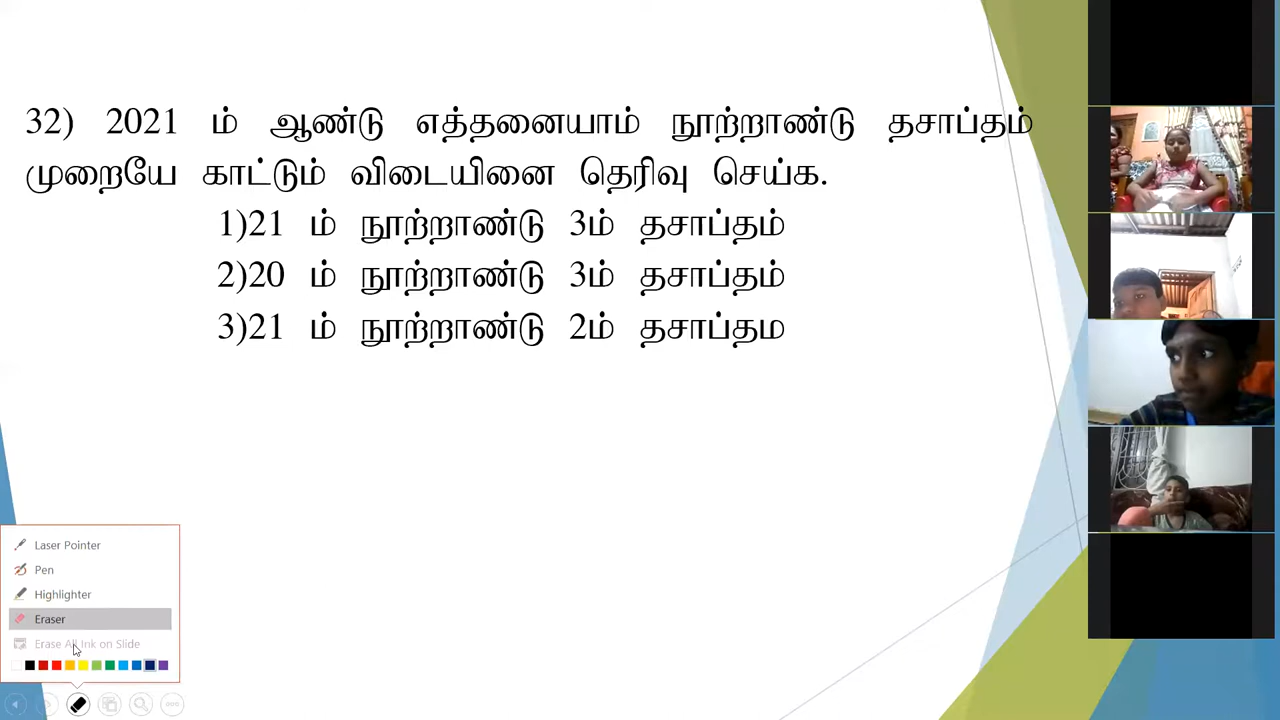 32) 2021 ம் ஆண்டு எத்தனையாம் நூற்றாண்டு தசாப்தம்
முறையே காட்டும் விடையினை தெரிவு செய்க.
1)21 ம் நூற்றாண்டு 3ம் தசாப்தம்
2)20 ம் நூற்றாண்டு 3ம் தசாப்தம்
3)21 ம் நூற்றாண்டு 2ம் தசாப்தம
Laser Pointer
Pen
Highlighter
Eraser
Erase All Ink on Slide